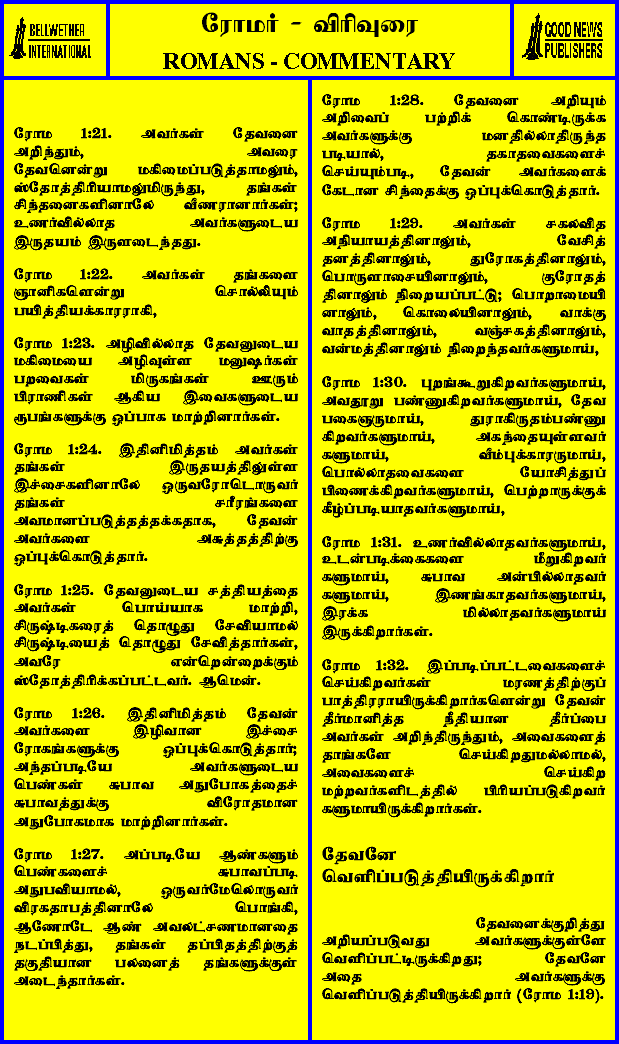 BELLWETHER
INTERNATIONAL
ரோமர் - விரிவுரை
ROMANS - COMMENTARY
GOOD NEWS
PUBLISHERS
ரோம 1:21. அவர்கள் தேவனை
அறிந்தும், அவரை
தேவனென்று மகிமைப்படுத்தாமலும்,
ஸ்தோத்திரியாமலுமிருந்து, தங்கள்
சிந்தனைகளினாலே வீணரானார்கள்;
உணர்வில்லாத அவர்களுடைய
இருதயம் இருளடைந்தது.
ரோம 1:22. அவர்கள் தங்களை
ஞானிகளென்று சொல்லியும்
பயித்தியக்காரராகி,
ரோம 1:23. அழிவில்லாத தேவனுடைய
மகிமையை அழிவுள்ள மனுஷர்கள்
பறவைகள் மிருகங்கள் ஊரும்
பிராணிகள் ஆகிய இவைகளுடைய
ரூபங்களுக்கு ஒப்பாக மாற்றினார்கள்.
ரோம 1:24. இதினிமித்தம் அவர்கள்
தங்கள் இருதயத்திலுள்ள
இச்சைகளினாலே ஒருவரோடொருவர்
தங்கள் சரீரங்களை
அவமானப்படுத்தத்தக்கதாக, தேவன்
அவர்களை அசுத்தத்திற்கு
ஒப்புக்கொடுத்தார்.
ரோம 1:25. தேவனுடைய சத்தியத்தை
அவர்கள் பொய்யாக மாற்றி,
சிருஷ்டிகரைத் தொழுது சேவியாமல்
சிருஷ்டியைத் தொழுது சேவித்தார்கள்,
அவரே என்றென்றைக்கும்
ஸ்தோத்திரிக்கப்பட்டவர். ஆமென்.
ரோம 1:26. இதினிமித்தம் தேவன்
அவர்களை இழிவான இச்சை
ரோகங்களுக்கு ஒப்புக்கொடுத்தார்;
அந்தப்படியே அவர்களுடைய
பெண்கள் சுபாவ அநுபோகத்தைச்
சுபாவத்துக்கு விரோதமான
அநுபோகமாக மாற்றினார்கள்.
ரோம 1:27. அப்படியே ஆண்களும்
பெண்களைச் சுபாவப்படி
அநுபவியாமல், ஒருவர்மேலொருவர்
விரகதாபத்தினாலே பொங்கி,
ஆணோடே ஆண் அவலட்சணமானதை
நடப்பித்து, தங்கள் தப்பிதத்திற்குத்
தகுதியான பலனைத் தங்களுக்குள்
அடைந்தார்கள்.
ரோம 1:28. தேவனை அறியும்
அறிவைப் பற்றிக் கொண்டிருக்க
அவர்களுக்கு மனதில்லாதிருந்த
படியால், தகாதவைகளைச்
செய்யும்படி, தேவன் அவர்களைக்
கேடான சிந்தைக்கு ஒப்புக்கொடுத்தார்.
ரோம 1:29. அவர்கள் சகலவித
அநியாயத்தினாலும், வேசித்
தனத்தினாலும், துரோகத்தினாலும்,
பொருளாசையினாலும், குரோதத்
தினாலும் நிறையப்பட்டு; பொறாமையி
னாலும், கொலையினாலும், வாக்கு
வாதத்தினாலும், வஞ்சகத்தினாலும்,
வன்மத்தினாலும் நிறைந்தவர்களுமாய்,
ரோம 1:30. புறங்கூறுகிறவர்களுமாய்,
அவதூறு பண்ணுகிறவர்களுமாய், தேவ
பகைஞருமாய், துராகிருதம்பண்ணு
கிறவர்களுமாய், அகந்தையுள்ளவர்
களுமாய், வீம்புக்காரருமாய்,
பொல்லாதவைகளை யோசித்துப்
பிணைக்கிறவர்களுமாய், பெற்றாருக்குக்
கீழ்ப்படியாதவர்களுமாய்,
ரோம 1:31. உணர்வில்லாதவர்களுமாய்,
உடன்படிக்கைகளை மீறுகிறவர்
களுமாய், சுபாவ அன்பில்லாதவர்
களுமாய், இணங்காதவர்களுமாய்,
இரக்க மில்லாதவர்களுமாய்
இருக்கிறார்கள்.
ரோம 1:32. இப்படிப்பட்டவைகளைச்
செய்கிறவர்கள் மரணத்திற்குப்
பாத்திரராயிருக்கிறார்களென்று தேவன்
தீர்மானித்த நீதியான தீர்ப்பை
அவர்கள் அறிந்திருந்தும், அவைகளைத்
தாங்களே செய்கிறதுமல்லாமல்,
அவைகளைச் செய்கிற
மற்றவர்களிடத்தில் பிரியப்படுகிறவர்
களுமாயிருக்கிறார்கள்.
தேவனே
வெளிப்படுத்தியிருக்கிறார்
தேவனைக்குறித்து
அறியப்படுவது அவர்களுக்குள்ளே
வெளிப்பட்டிருக்கிறது; தேவனே
அதை அவர்களுக்கு
வெளிப்படுத்தியிருக்கிறார் (ரோம 1:19).